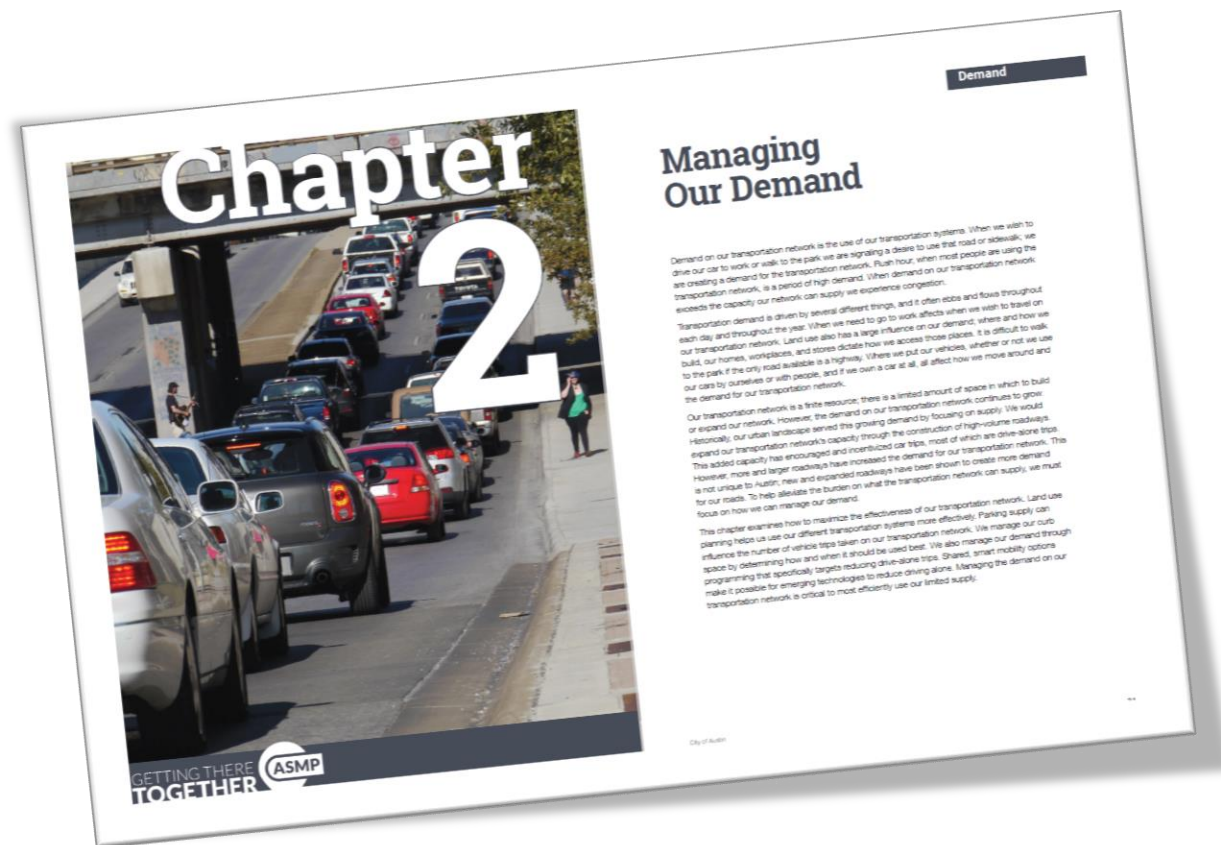 Chapter
2
GETTING THERE
TOGETHER
ASMP
Demand
Managing
Our Demand
Demand on our transportation network is the use of our transportation systems. When we wish to
drive our car to work or walk to the park we are signaling a desire to use that road or sidewalk; we
are creating a demand for the transportation network. Rush hour, when most people are using the
transportation network, is a period of high demand. When demand on our transportation network
exceeds the capacity our network can supply we experience congestion.
Transportation demand is driven by several different things, and it often ebbs and flows throughout
each day and throughout the year. When we need to go to work affects when we wish to travel on
our transportation network. Land use also has a large influence on our demand; where and how we
build, our homes, workplaces, and stores dictate how we access those places. It is difficult to walk
to the park if the only road available is a highway. Where we put our vehicles, whether or not we use
our cars by ourselves or with people, and if we own a car at all, all affect how we move around and
the demand for our transportation network.
Our transportation network is a finite resource; there is a limited amount of space in which to build
or expand our network. However, the demand on our transportation network continues to grow.
Historically, our urban landscape served this growing demand by focusing on supply. We would
expand our transportation network's capacity through the construction of high-volume roadways.
This added capacity has encouraged and incentivized car trips, most of which are drive-alone trips.
However, more and larger roadways have increased the demand for our transportation network. This
is not unique to Austin; new and expanded roadways have been shown to create more demand
for our roads. To help alleviate the burden on what the transportation network can supply, we must
focus on how we can manage our demand.
This chapter examines how to maximize the effectiveness of our transportation network. Land use
planning helps us use our different transportation systems more effectively. Parking supply can
influence the number of vehicle trips taken on our transportation network. We manage our curb
space by determining how and when it should be used best. We also manage our demand through
programming that specifically targets reducing drive-alone trips. Shared, smart mobility options
make it possible for emerging technologies to reduce driving alone. Managing the demand on our
transportation network is critical to most efficiently use our limited supply.
City of Austin